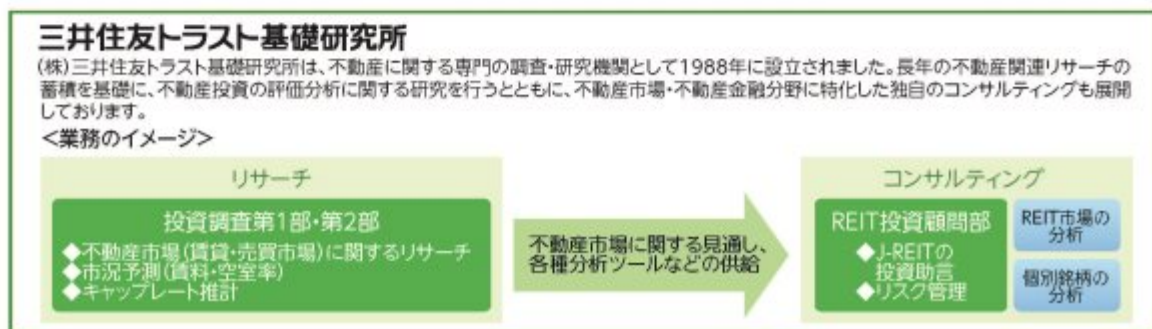 三井住友トラスト基礎研究所
(株)三井住友トラスト基礎研究所は、不動産に関する専門の調査・研究機関として1988年に設立されました。長年の不動産関連リサーチの
蓄積を基礎に、不動産投資の評価分析に関する研究を行うとともに、不動産市場・不動産金融分野に特化した独自のコンサルティングも展開
しております。
<業務のイメージ>
リサーチ
投資調査第1部・第2部
◆不動産市場(賃貸・売買市場)に関するリサーチ
◆市況予測(賃料・空室率)
◆キャップレート推計
不動産市場に関する見通し、
各種分析ツールなどの供給
コンサルティング
REIT投資顧問部
◆J-REITの
投資助言
◆リスク管理
REIT市場の
分析
個別銘柄の
分析